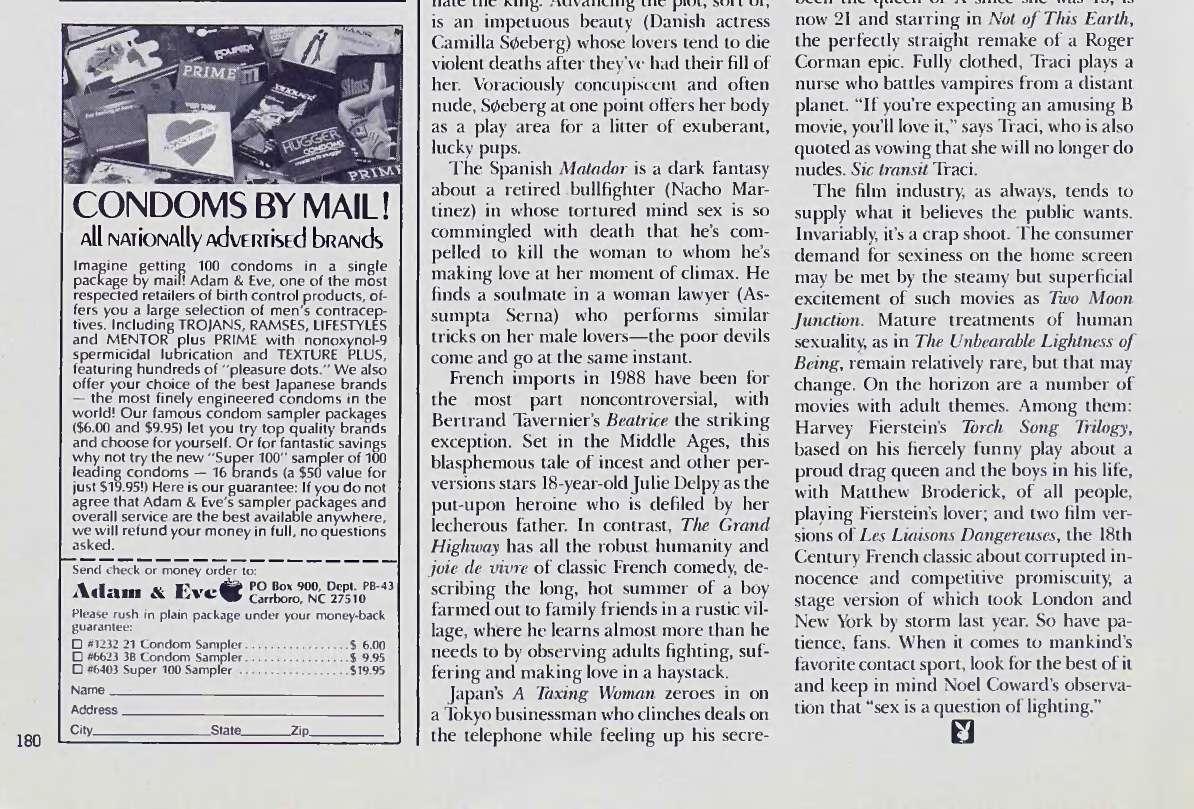 PRIME
HUGGER
CONDOMS
PRIME
CONDOMS BY MAIL!
all nationally advertised brands
Imagine getting 100 condoms in a single
package by mail! Adam & Eve, one of the most
respected retailers of birth control products, of-
fers you a large selection of men's contracep-
tives. Including TROJANS, RAMSES, LIFESTYLES
and MENTOR plus PRIME with nonoxynol-9
spermicidal lubrication and TEXTURE PLUS,
featuring hundreds of "pleasure dots." We also
offer your choice of the best Japanese brands
— the most finely engineered condoms in the
world! Our famous condom sampler packages
($6.00 and $9.95) let you try top quality brands
and choose for yourself. Or for fantastic savings
why not try the new "Super 100" sampler of 100
leading condoms — 16 brands (a $50 value for
just $19.95!) Here is our guarantee: If you do not
agree that Adam & Eve's sampler packages and
overall service are the best available anywhere,
we will refund your money in full, no questions
asked.
Send check or money order to:
Adam & Eve PO Box 900, Dept. PB-43
Carrboro, NC 27510
Please rush in plain package under your money-back
guarantee:
#1232 21 Condom Sampler.................$ 6.00
#6623 38 Condom Sampler.................$ 9.95
#6403 Super 100 Sampler ..................$19.95
Name
Address
City State Zip
180
nate the king. Advancing the plot, sort of,
is an impetuous beauty (Danish actress
Camilla Søeberg) whose lovers tend to die
violent deaths after they've had their fill of
her. Voraciously concupiscent and often
nude, Søeberg at one point offers her body
as a play area for a litter of exuberant,
lucky pups.
The Spanish Matador is a dark fantasy
about a retired bullfighter (Nacho Mar-
tinez) in whose tortured mind sex is so
commingled with death that he's com-
pelled to kill the woman to whom he's
making love at her moment of climax. He
finds a soulmate in a woman lawyer (As-
sumpta Serna) who performs similar
tricks on her male lovers—the poor devils
come and go at the same instant.
French imports in 1988 have been for
the most part noncontroversial, with
Bertrand Tavernier's Beatrice the striking
exception. Set in the Middle Ages, this
blasphemous tale of incest and other per-
versions stars 18-year-old Julie Delpy as the
put-upon heroine who is defiled by her
lecherous father. In contrast, The Grand
Highway has all the robust humanity and
joie de vivre of classic French comedy, de-
scribing the long, hot summer of a boy
farmed out to family friends in a rustic vil-
lage, where he learns almost more than he
needs to by observing adults fighting, suf-
fering and making love in a haystack.
Japan's A Taxing Woman zeroes in on
a Tokyo businessman who clinches deals on
the telephone while feeling up his secre-
been the queen of X since she was 15, is
now 21 and starring in Not of This Earth,
the perfectly straight remake of a Roger
Corman epic. Fully clothed, Traci plays a
nurse who battles vampires from a distant
planet. "If you're expecting an amusing B
movie, you'll love it," says Traci, who is also
quoted as vowing that she will no longer do
nudes. Sic transit Traci.
The film industry, as always, tends to
supply what it believes the public wants.
Invariably, it's a crap shoot. The consumer
demand for sexiness on the home screen
may be met by the steamy but superficial
excitement of such movies as Two Moon
Junction. Mature treatments of human
sexuality, as in The Unbearable Lightness of
Being, remain relatively rare, but that may
change. On the horizon are a number of
movies with adult themes. Among them:
Harvey Fierstein's Torch Song Trilogy,
based on his fiercely funny play about a
proud drag queen and the boys in his life,
with Matthew Broderick, of all people,
playing Fierstein's lover; and two film ver-
sions of Les Liaisons Dangereuses, the 18th
Century French classic about corrupted in-
nocence and competitive promiscuity, a
stage version of which took London and
New York by storm last year. So have pa-
tience, fans. When it comes to mankind's
favorite contact sport, look for the best of it
and keep in mind Noel Coward's observa-
tion that "sex is a question of lighting."